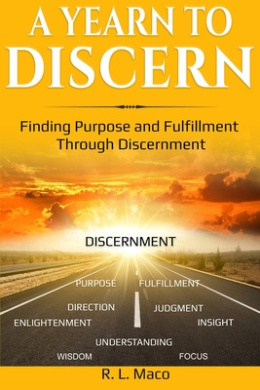 A YEARN TO
DISCERN
Finding Purpose and Fulfillment
Through Discernment
DISCERNMENT
PURPOSE FULFILLMENT
DIRECTION JUDGMENT
ENLIGHTENMENT INSIGHT
UNDERSTANDING
WISDOM FOCUS
R. L. Maco